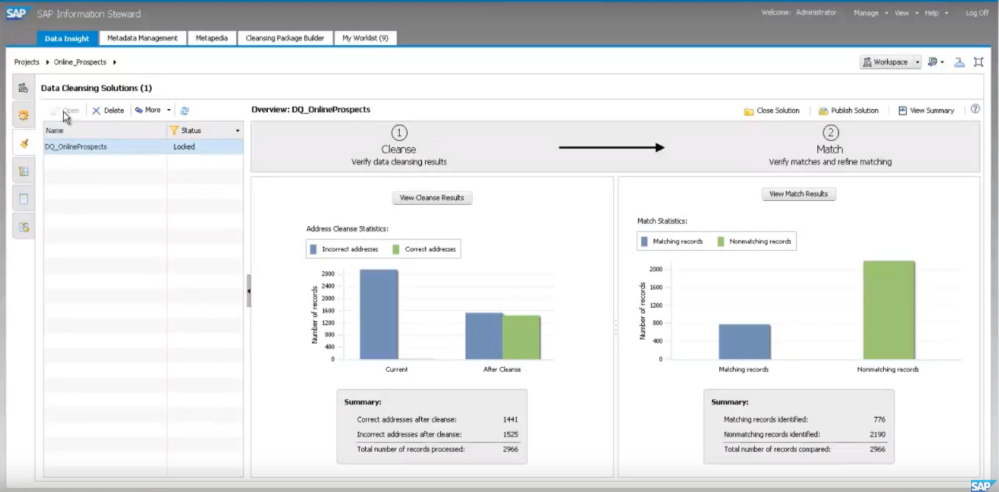 SAP SAP Information Steward
Welcome: Administrator Manage View Help Log Off
Data Insight Metadata Management Metapedia Cleansing Package Builder My Worklist (9)
Projects Online_Prospects
Workspace
Data Cleansing Solutions (1)
Open Delete More
Name Status
DQ_OnlineProspects Locked
Overview: DQ_OnlineProspects
Close Solution Publish Solution View Summary ?
1
Cleanse
Verify data cleansing results
2
Match
Verify matches and refine matching
View Cleanse Results
Address Cleanse Statistics:
Incorrect addresses Correct addresses
Number of records
2800
2400
2000
1600
1200
800
400
0
Current After Cleanse
Summary:
Correct addresses after cleanse: 1441
Incorrect addresses after cleanse: 1525
Total number of records processed: 2966
View Match Results
Match Statistics:
Matching records Nonmatching records
Number of records
2000
1600
1200
800
400
0
Matching records Nonmatching records
Summary:
Matching records identified: 776
Nonmatching records identified: 2190
Total number of records compared: 2966
SAP